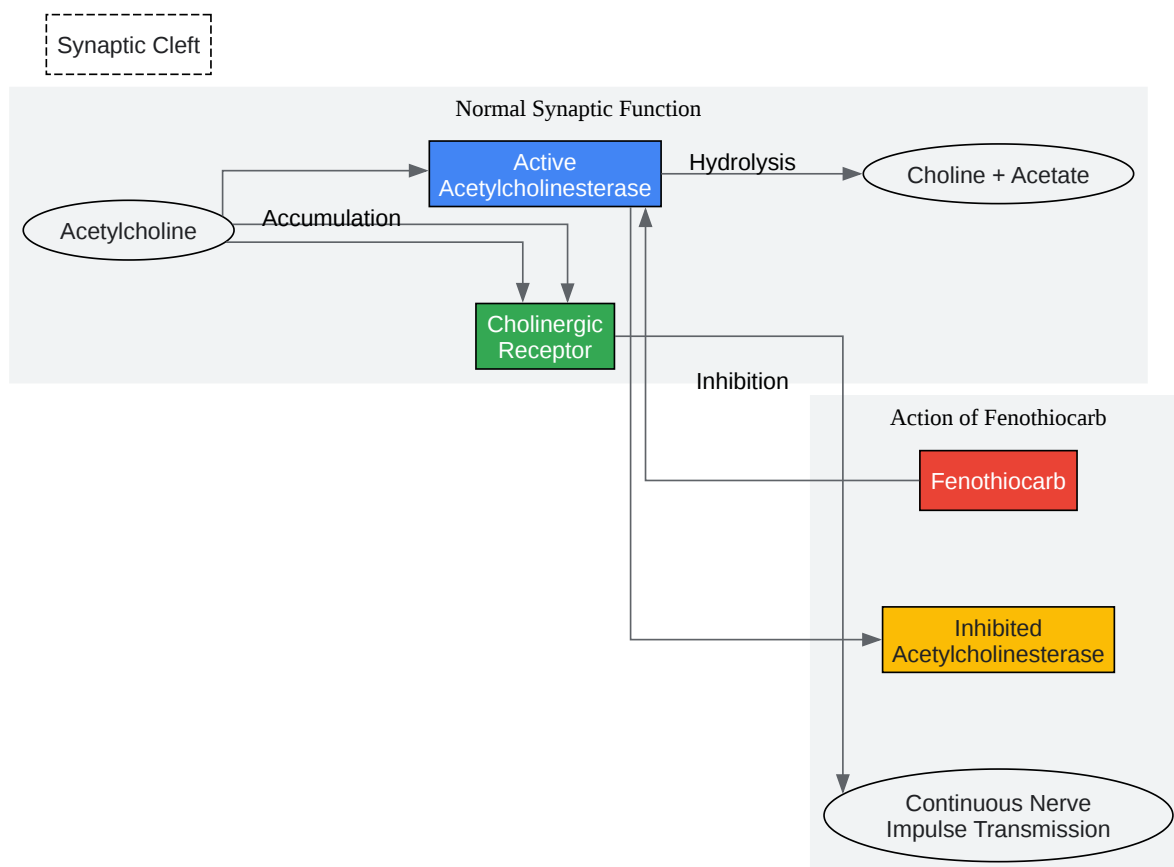 Synaptic Cleft
Normal Synaptic Function
Active
Acetylcholinesterase
Hydrolysis
Choline + Acetate
Acetylcholine
Accumulation
Cholinergic
Receptor
Inhibition
Action of Fenothiocarb
Fenothiocarb
Inhibited
Acetylcholinesterase
Continuous Nerve
Impulse Transmission